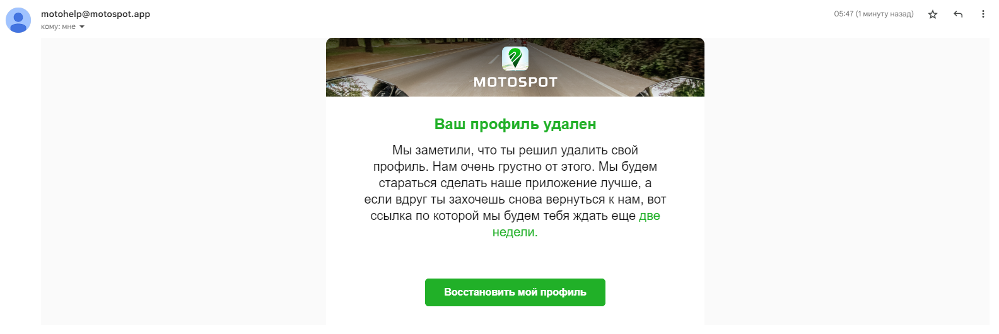 motohelp@motospot.app
05:47 (1 минуту назад)
кому: мне
MOTOSPOT
Ваш профиль удален
Мы заметили, что ты решил удалить свой
профиль. Нам очень грустно от этого. Мы будем
стараться сделать наше приложение лучше, а
если вдруг ты захочешь снова вернуться к нам, вот
ссылка по которой мы будем тебя ждать еще две
недели.
Восстановить мой профиль